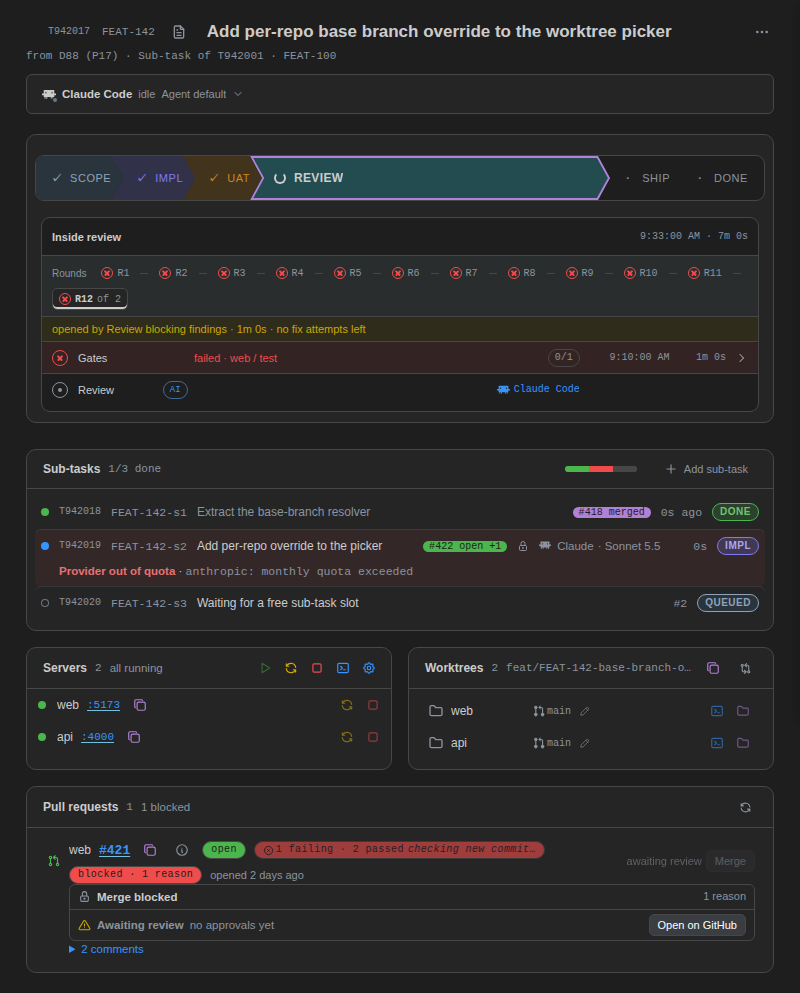 T942017 FEAT-142 Add per-repo base branch override to the worktree picker
from D88 (P17) · Sub-task of T942001 · FEAT-100
Claude Code idle Agent default
SCOPE IMPL UAT REVIEW SHIP DONE
Inside review 9:33:00 AM · 7m 0s
Rounds R1 R2 R3 R4 R5 R6 R7 R8 R9 R10 R11
R12 of 2
opened by Review blocking findings · 1m 0s · no fix attempts left
Gates failed · web / test 0/1 9:10:00 AM 1m 0s
Review AI Claude Code
Sub-tasks 1/3 done Add sub-task
T942018 FEAT-142-s1 Extract the base-branch resolver #418 merged 0s ago DONE
T942019 FEAT-142-s2 Add per-repo override to the picker #422 open +1 Claude · Sonnet 5.5 0s IMPL
Provider out of quota · anthropic: monthly quota exceeded
T942020 FEAT-142-s3 Waiting for a free sub-task slot #2 QUEUED
Servers 2 all running
web :5173
api :4000
Worktrees 2 feat/FEAT-142-base-branch-o…
web main
api main
Pull requests 1 1 blocked
web #421 open 1 failing · 2 passed checking new commit…
blocked · 1 reason opened 2 days ago
awaiting review Merge
Merge blocked 1 reason
Awaiting review no approvals yet Open on GitHub
2 comments